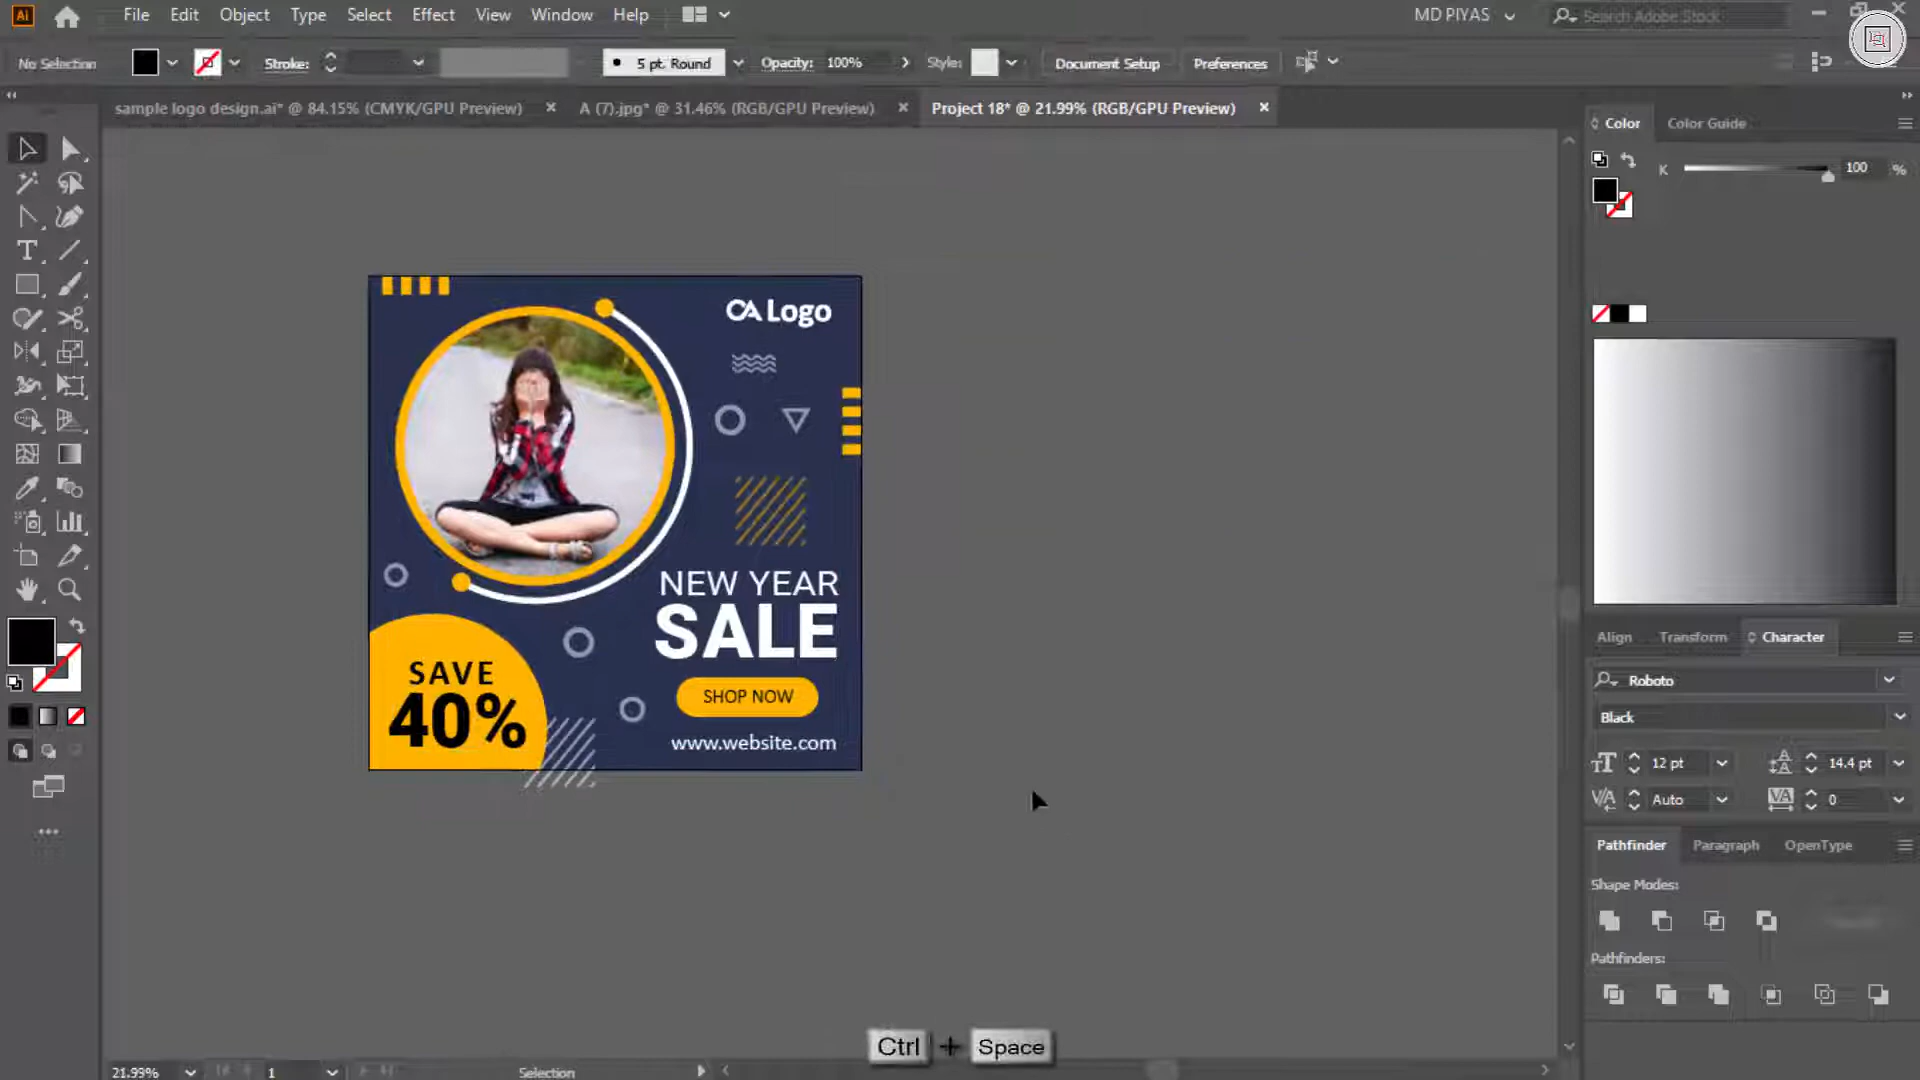 Ai File Edit Object Type Select Effect View Window Help MD PIYAS Search Adobe Stock
No Selection Stroke: 5 pt. Round Opacity: 100% Style: Document Setup Preferences
sample logo design.ai* @ 84.15% (CMYK/GPU Preview) A (7).jpg* @ 31.46% (RGB/GPU Preview) Project 18* @ 21.99% (RGB/GPU Preview)
Color Color Guide
K 100 %
CA Logo
NEW YEAR
SALE
SHOP NOW
www.website.com
SAVE
40%
Align Transform Character
Roboto
Black
12 pt 14.4 pt
Auto 0
Pathfinder Paragraph OpenType
Shape Modes:
Pathfinders:
Ctrl + Space
21.99% 1 Selection